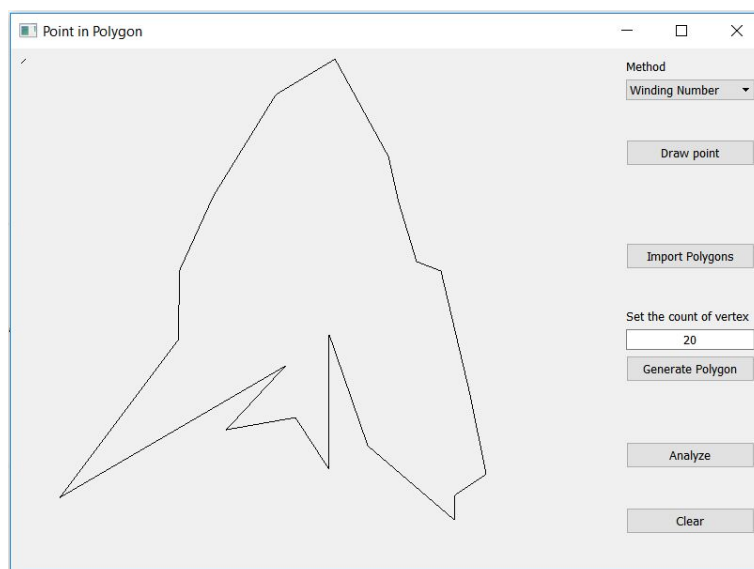 Point in Polygon
Method
Winding Number
Draw point
Import Polygons
Set the count of vertex
20
Generate Polygon
Analyze
Clear